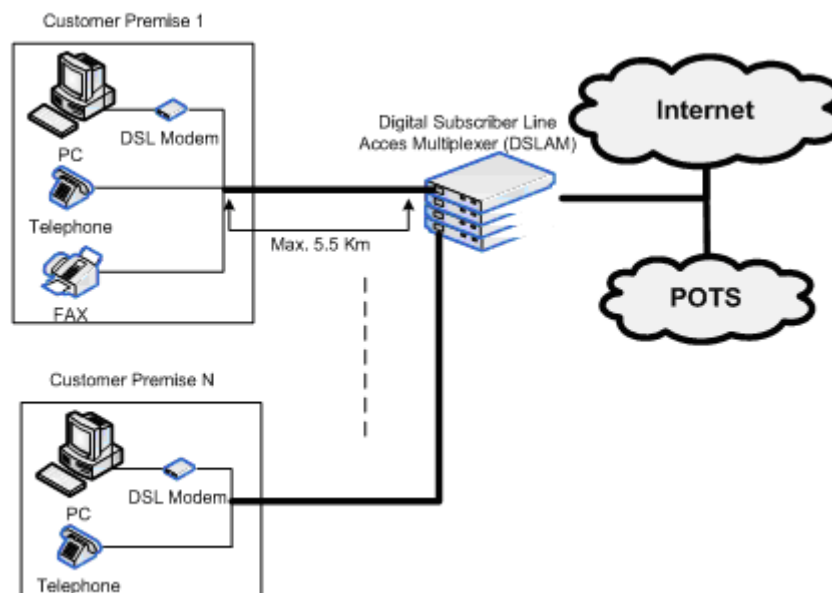 Customer Premise 1
PC
DSL Modem
Telephone
FAX
Max. 5.5 Km
Digital Subscriber Line
Acces Multiplexer (DSLAM)
Internet
POTS
Customer Premise N
PC
DSL Modem
Telephone